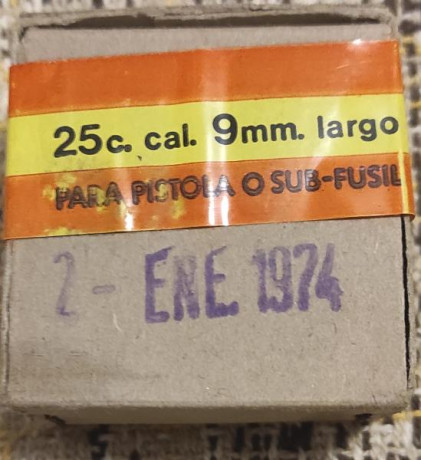 25c. cal. 9mm. largo
PARA PISTOLA O SUB-FUSIL
2 - ENE. 1974